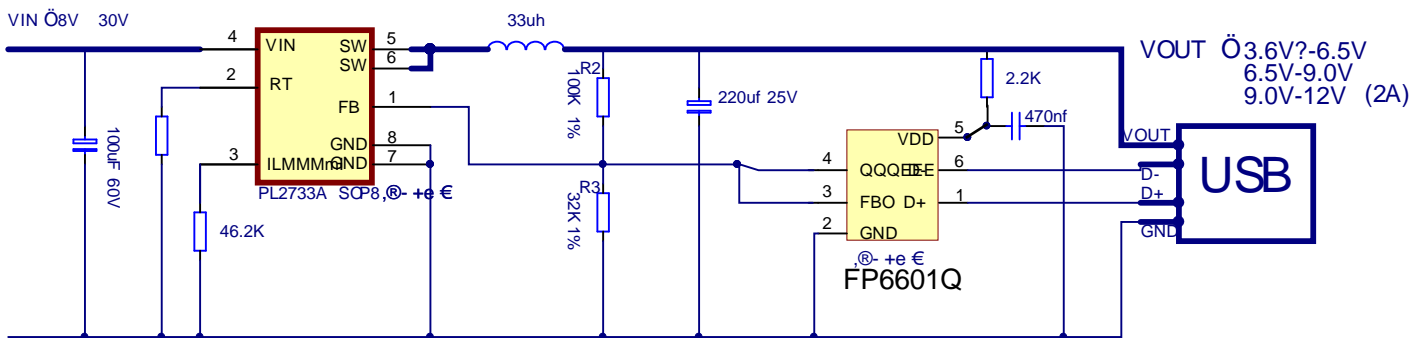 VIN Ö8V 30V
33uh
VOUT Ö3.6V?-6.5V
6.5V-9.0V
9.0V-12V (2A)
4
VIN
SW
5
SW
6
2
RT
FB
1
GND
8
3
GND
7
PL2733A SOP8,®- +e €
100uF 60V
46.2K
R2
100K 1%
R3
32K 1%
220uf 25V
2.2K
470nf
VDD
5
4
6
3
FBO
D+
1
2
GND
,®- +e €
FP6601Q
VOUT
D-
D+
GND
USB